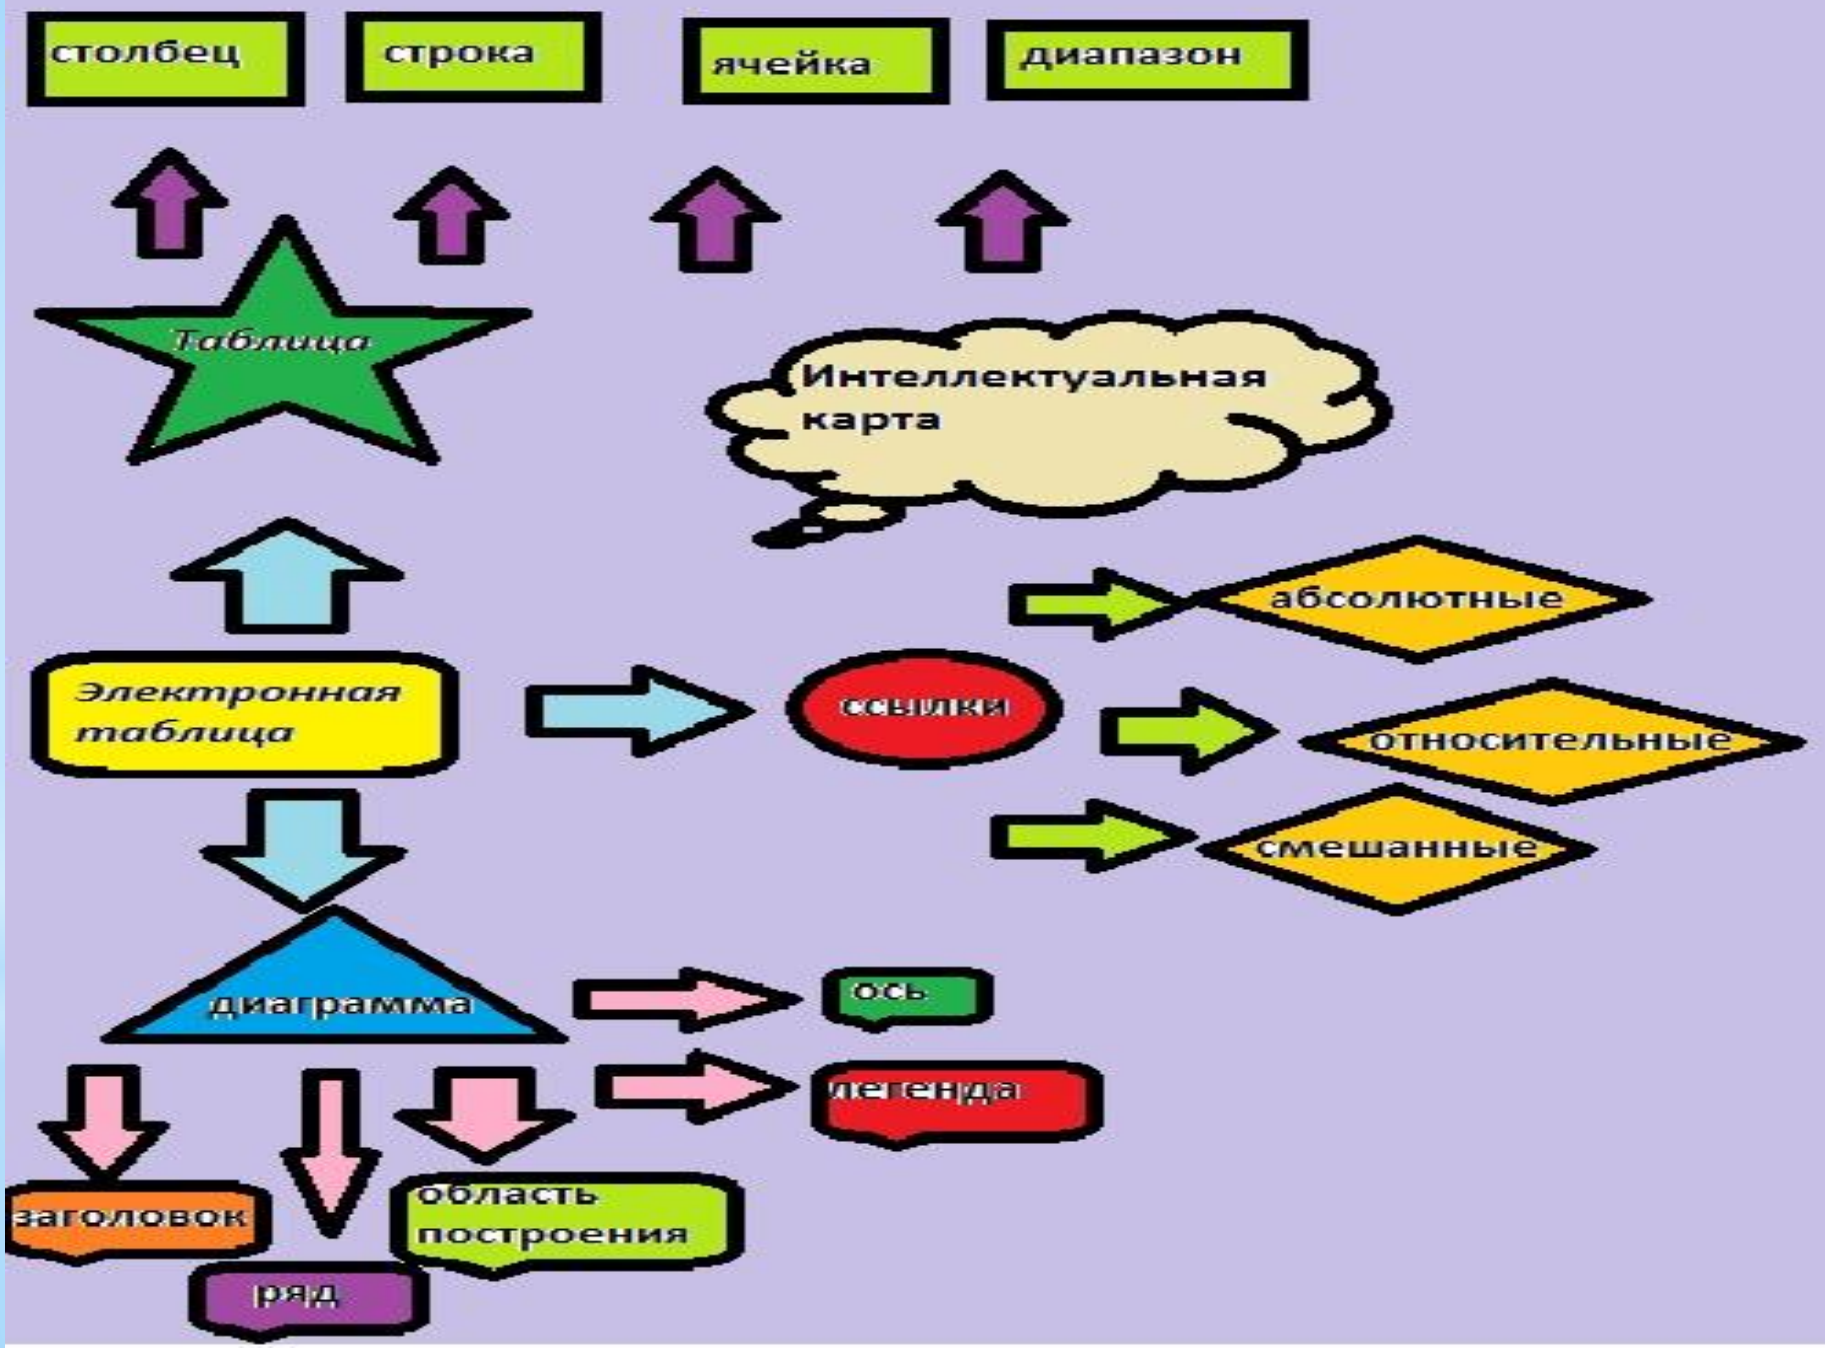 столбец
строка
ячейка
диапазон
Таблица
Интеллектуальная
карта
абсолютные
Электронная
таблица
ссылки
относительные
смешанные
диаграмма
ось
легенда
заголовок
область
построения
ряд